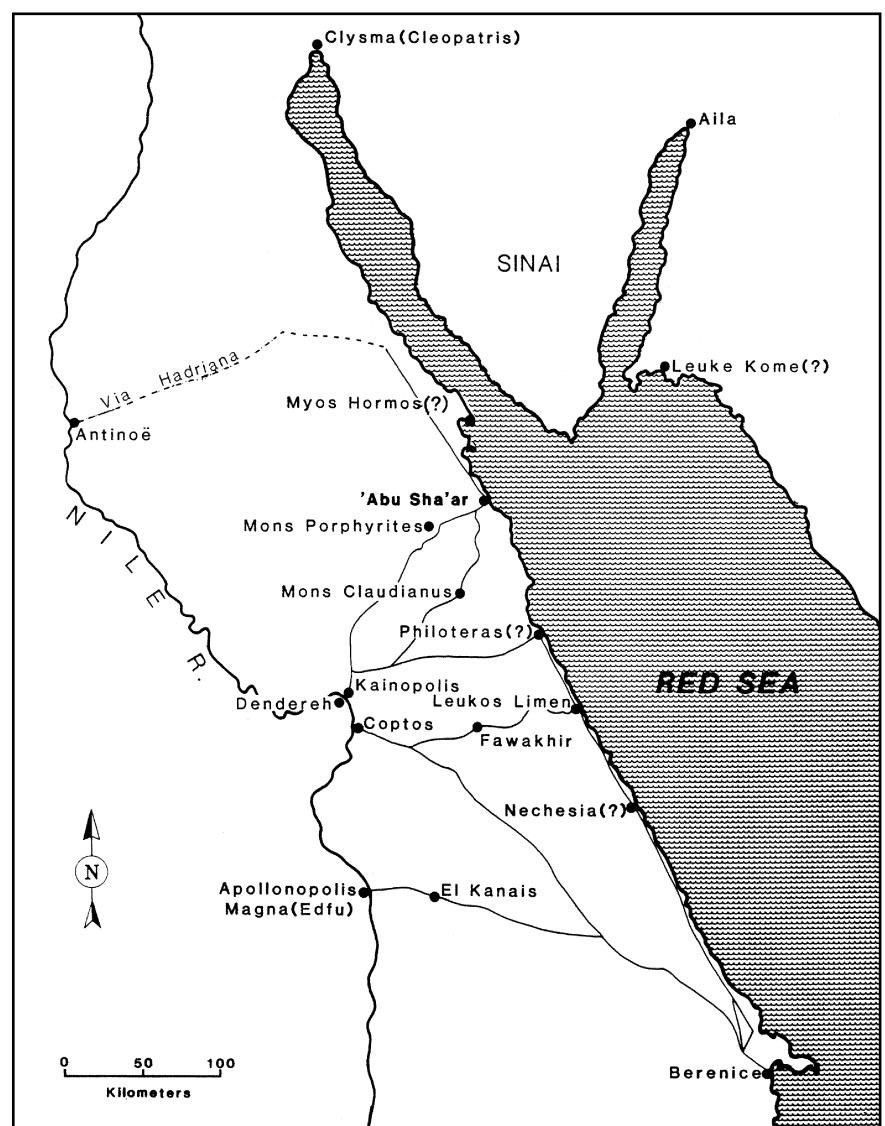 Clysma(Cleopatris)
Aila
SINAI
Via Hadriana
Leuke Kome(?)
Myos Hormos(?)
Antinoë
'Abu Sha'ar
Mons Porphyrites
NILE R.
Mons Claudianus
Philoteras(?)
RED SEA
Kainopolis
Dendereh
Leukos Limen
Coptos
Fawakhir
Nechesia(?)
N
Apollonopolis
Magna(Edfu)
El Kanais
0 50 100
Kilometers
Berenice